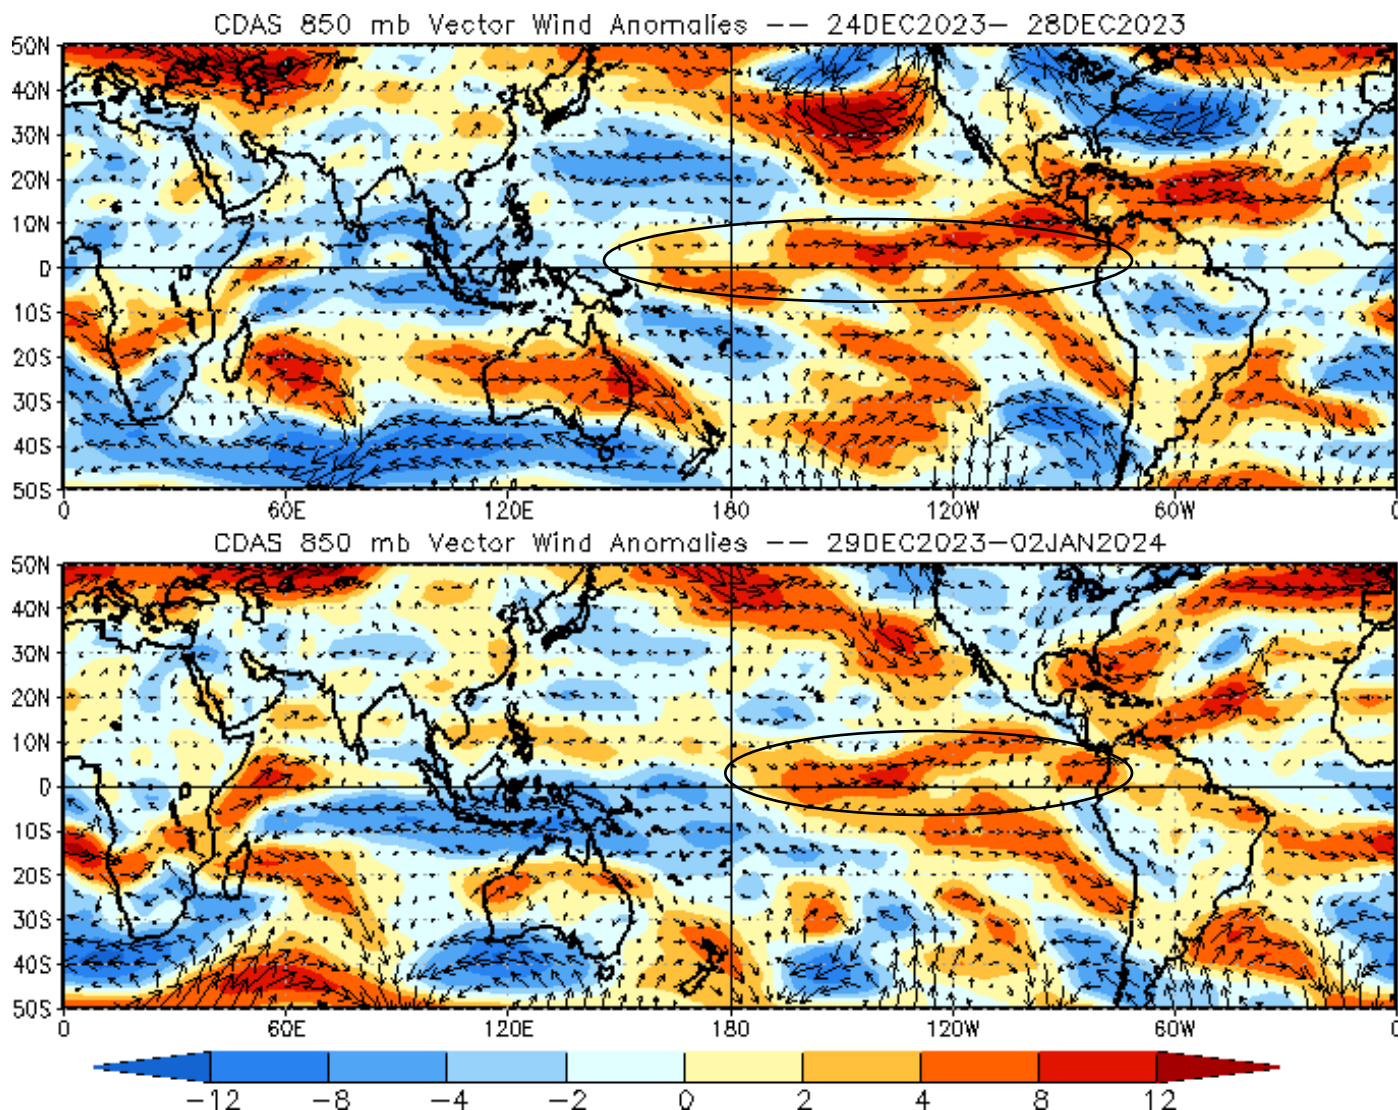 CDAS 850 mb Vector Wind Anomalies -- 24DEC2023- 28DEC2023
50N
40N
30N
20N
10N
0
10S
20S
30S
40S
50S
0 60E 120E 180 120W 60W 0
CDAS 850 mb Vector Wind Anomalies -- 29DEC2023-02JAN2024
50N
40N
30N
20N
10N
0
10S
20S
30S
40S
50S
0 60E 120E 180 120W 60W 0
-12 -8 -4 -2 0 2 4 8 12